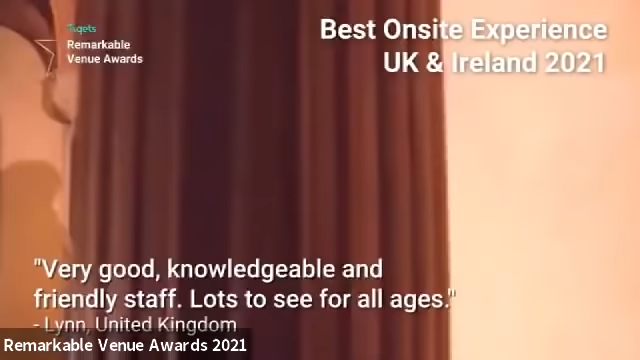 Tiqets
Remarkable
Venue Awards
Best Onsite Experience
UK & Ireland 2021
"Very good, knowledgeable and
friendly staff. Lots to see for all ages."
- Lynn, United Kingdom
Remarkable Venue Awards 2021